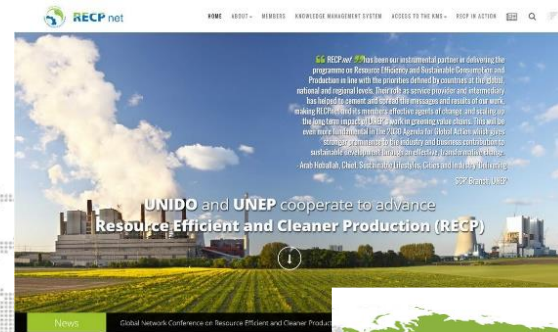 RECP net
HOME ABOUT MEMBERS KNOWLEDGE MANAGEMENT SYSTEM ACCESS TO THE KMS RECP IN ACTION
RECPnet has been our instrumental partner in delivering the
programme on Resource Efficiency and Sustainable Consumption and
Production in line with the priorities defined by countries at the global,
national and regional levels. Their role as service provider and intermediary
has helped to cement and spread the messages and results of our work,
making RECPnet and its members effective agents of change and scaling up
the long term impact of UNEP's work in greening value chains. This will be
even more fundamental in the 2030 Agenda for Global Action which gives
stronger prominence to the industry and business contribution to
sustainable development through an effective, transformative change.
- Arab Hoballah, Chief, Sustainable Lifestyles, Cities and Industry, Delivering
SCP Branch, UNEP
UNIDO and UNEP cooperate to advance
Resource Efficient and Cleaner Production (RECP)
News Global Network Conference on Resource Efficient and Cleaner